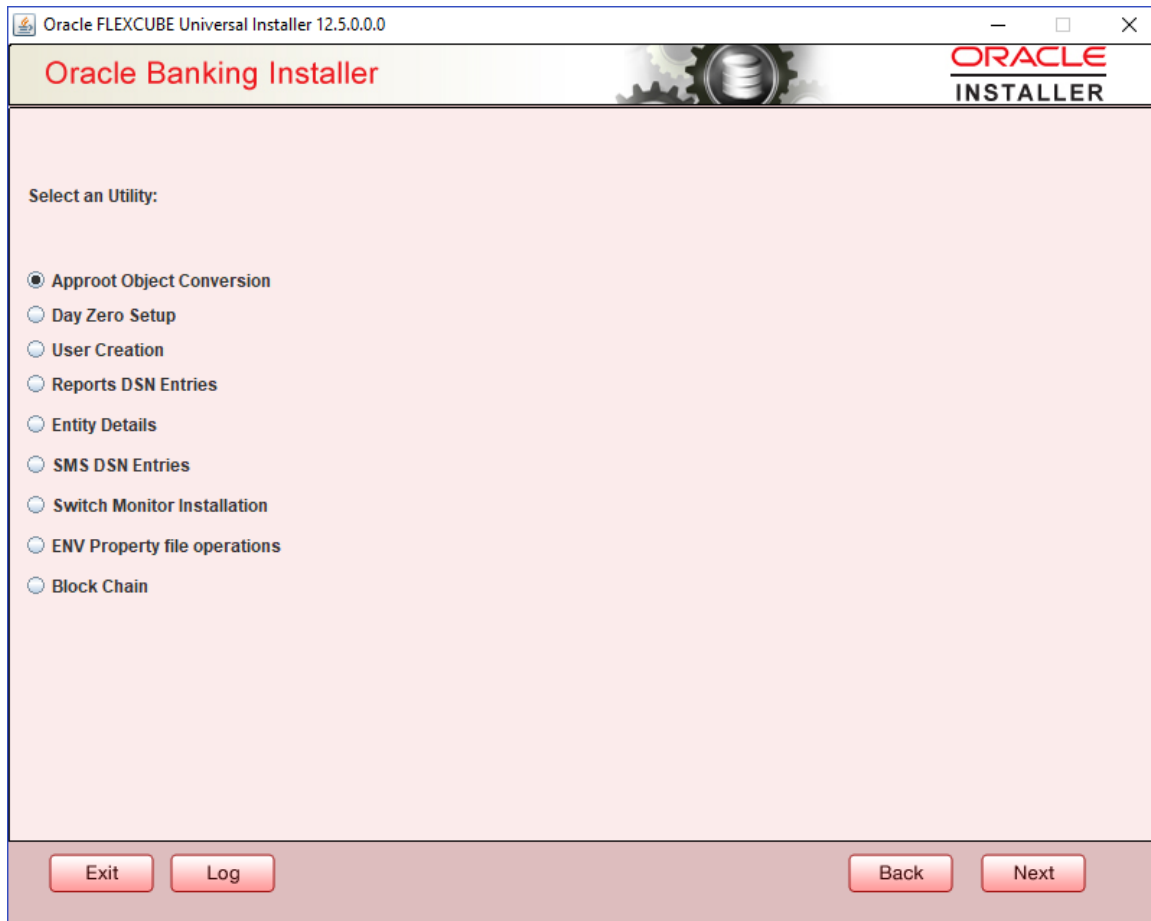 Oracle FLEXCUBE Universal Installer 12.5.0.0.0
Oracle Banking Installer
ORACLE
INSTALLER
Select an Utility:
Approot Object Conversion
Day Zero Setup
User Creation
Reports DSN Entries
Entity Details
SMS DSN Entries
Switch Monitor Installation
ENV Property file operations
Block Chain
Exit Log Back Next